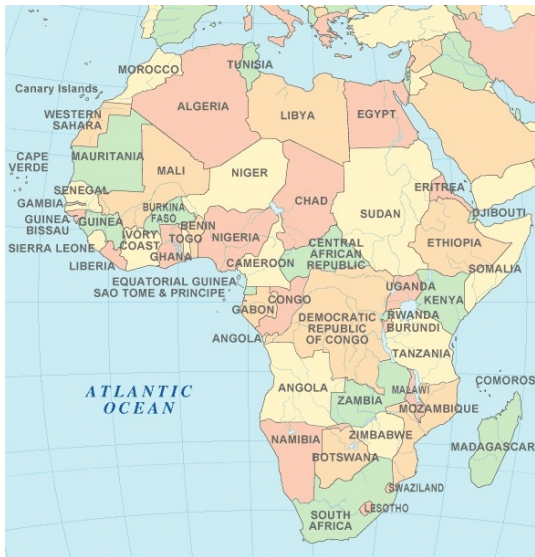 MOROCCO
TUNISIA
Canary Islands
ALGERIA
LIBYA
EGYPT
WESTERN
SAHARA
MAURITANIA
CAPE
VERDE
MALI
NIGER
CHAD
SUDAN
ERITREA
DJIBOUTI
SENEGAL
GAMBIA
GUINEA
BISSAU
GUINEA
BURKINA
FASO
BENIN
TOGO
IVORY
COAST
GHANA
NIGERIA
SIERRA LEONE
LIBERIA
CAMEROON
CENTRAL
AFRICAN
REPUBLIC
ETHIOPIA
SOMALIA
EQUATORIAL GUINEA
SAO TOME & PRINCIPE
GABON
CONGO
DEMOCRATIC
REPUBLIC
OF CONGO
UGANDA
KENYA
RWANDA
BURUNDI
ANGOLA
TANZANIA
ATLANTIC
OCEAN
ANGOLA
ZAMBIA
MALAWI
COMOROS
MOZAMBIQUE
ZIMBABWE
NAMIBIA
BOTSWANA
MADAGASCAR
SWAZILAND
SOUTH
AFRICA
LESOTHO